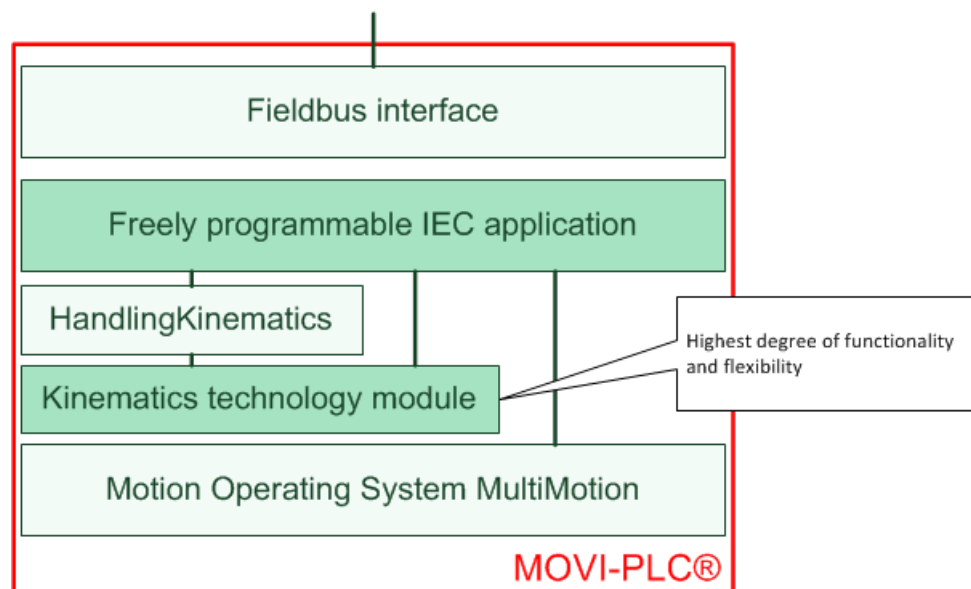 Fieldbus interface
Freely programmable IEC application
HandlingKinematics
Highest degree of functionality
and flexibility
Kinematics technology module
Motion Operating System MultiMotion
MOVI-PLC®